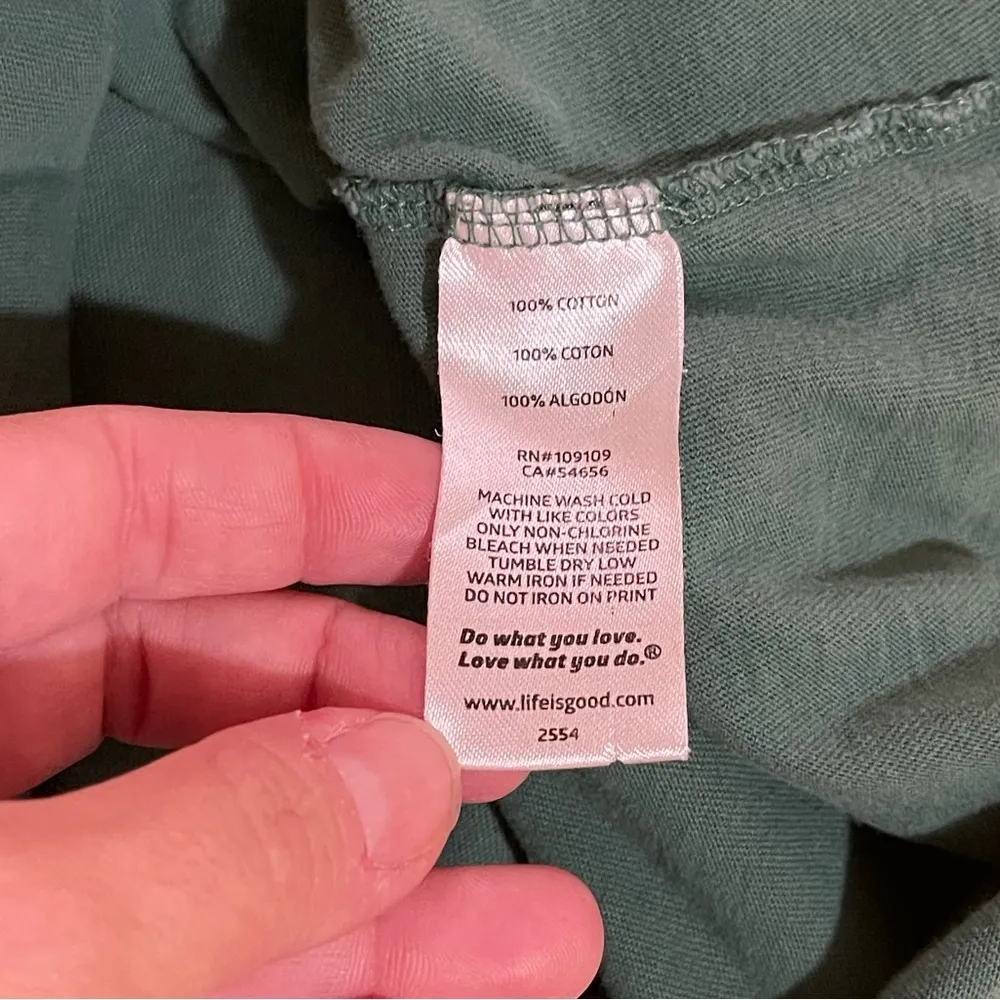 100% COTTON
100% COTON
100% ALGODÓN
RN#109109
CA#54656
MACHINE WASH COLD
WITH LIKE COLORS
ONLY NON-CHLORINE
BLEACH WHEN NEEDED
TUMBLE DRY LOW
WARM IRON IF NEEDED
DO NOT IRON ON PRINT
Do what you love.
Love what you do.®
www.lifeisgood.com
2554